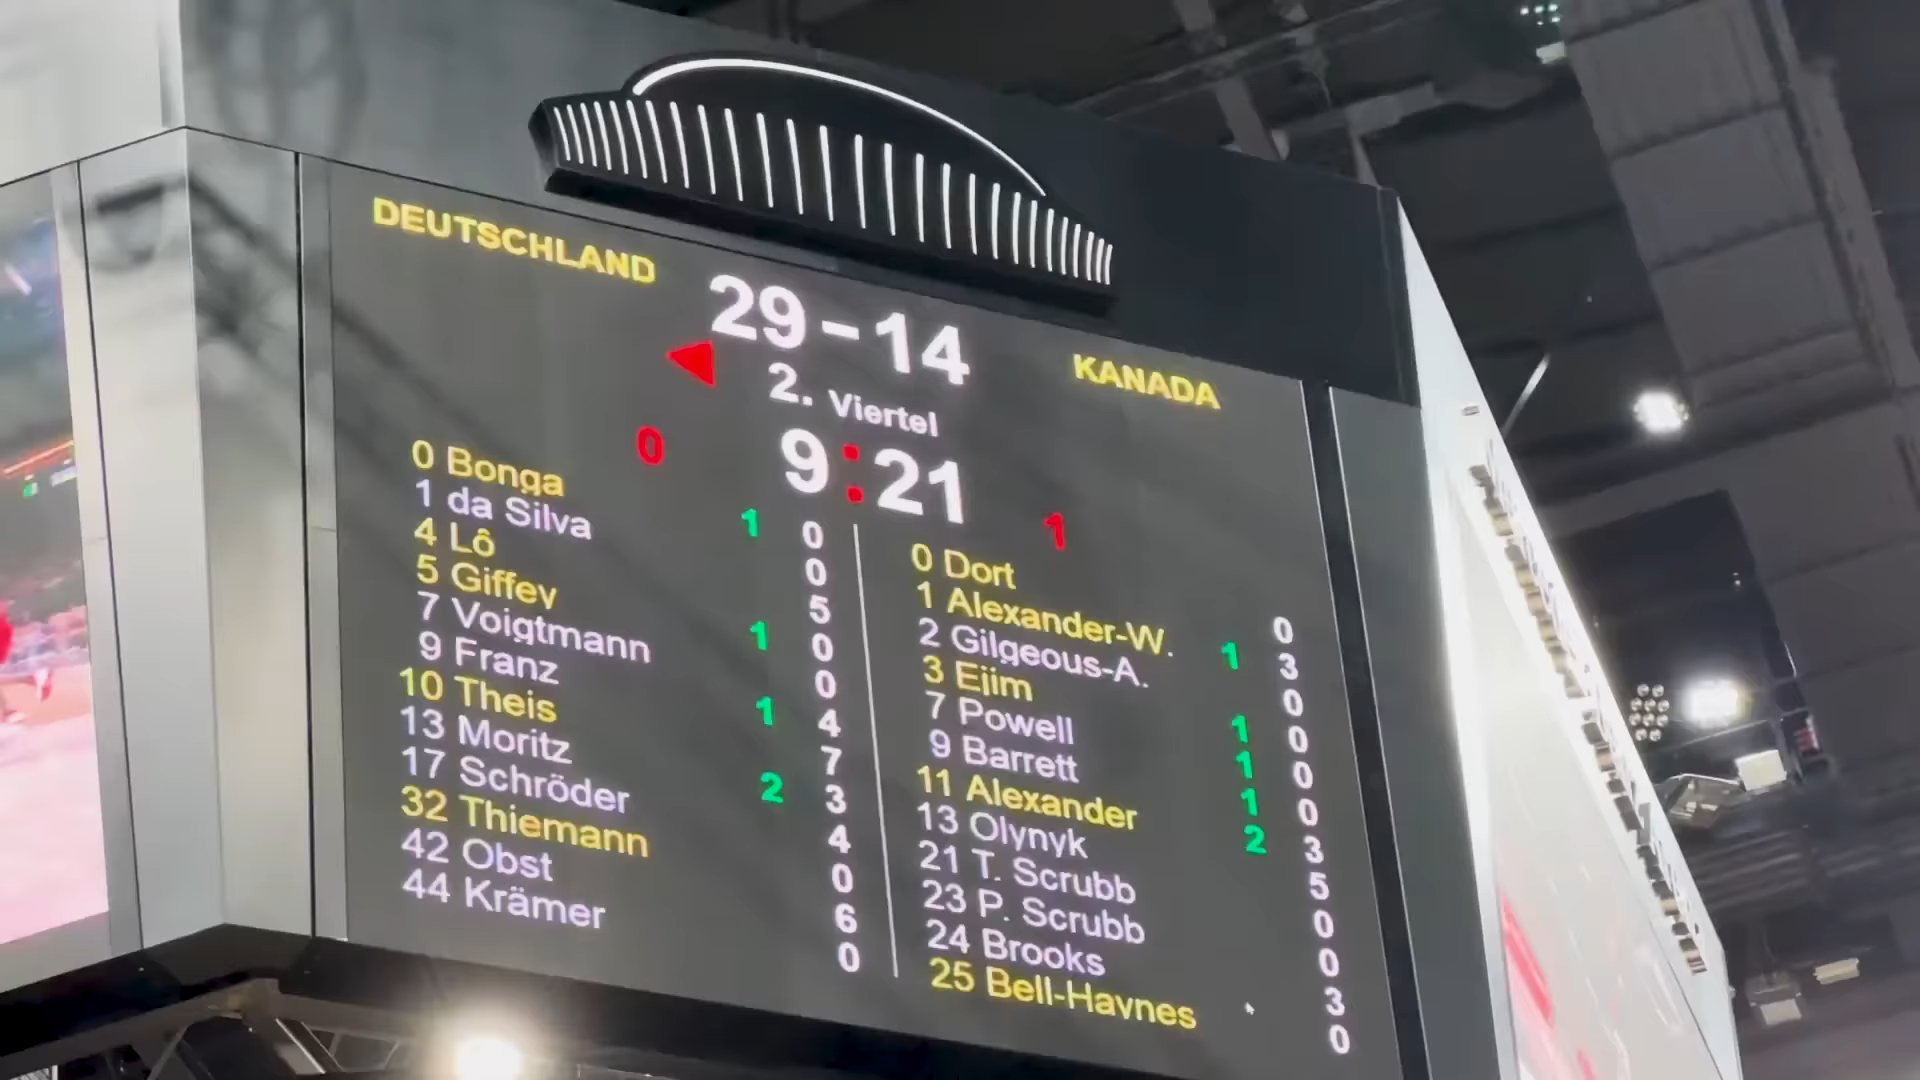 DEUTSCHLAND
29-14
KANADA
2. Viertel
0 9:21 1
0 Bonga 0
1 da Silva 1 0
4 Lô 5
5 Giffey 0
7 Voigtmann 1 0
9 Franz 4
10 Theis 1 7
13 Moritz 3
17 Schröder 2 4
32 Thiemann 0
42 Obst 6
44 Krämer 0
0 Dort 0
1 Alexander-W. 3
2 Gilgeous-A. 1 0
3 Ejim 0
7 Powell 1 0
9 Barrett 1 0
11 Alexander 1 3
13 Olynyk 2 5
21 T. Scrubb 0
23 P. Scrubb 0
24 Brooks 3
25 Bell-Haynes * 0